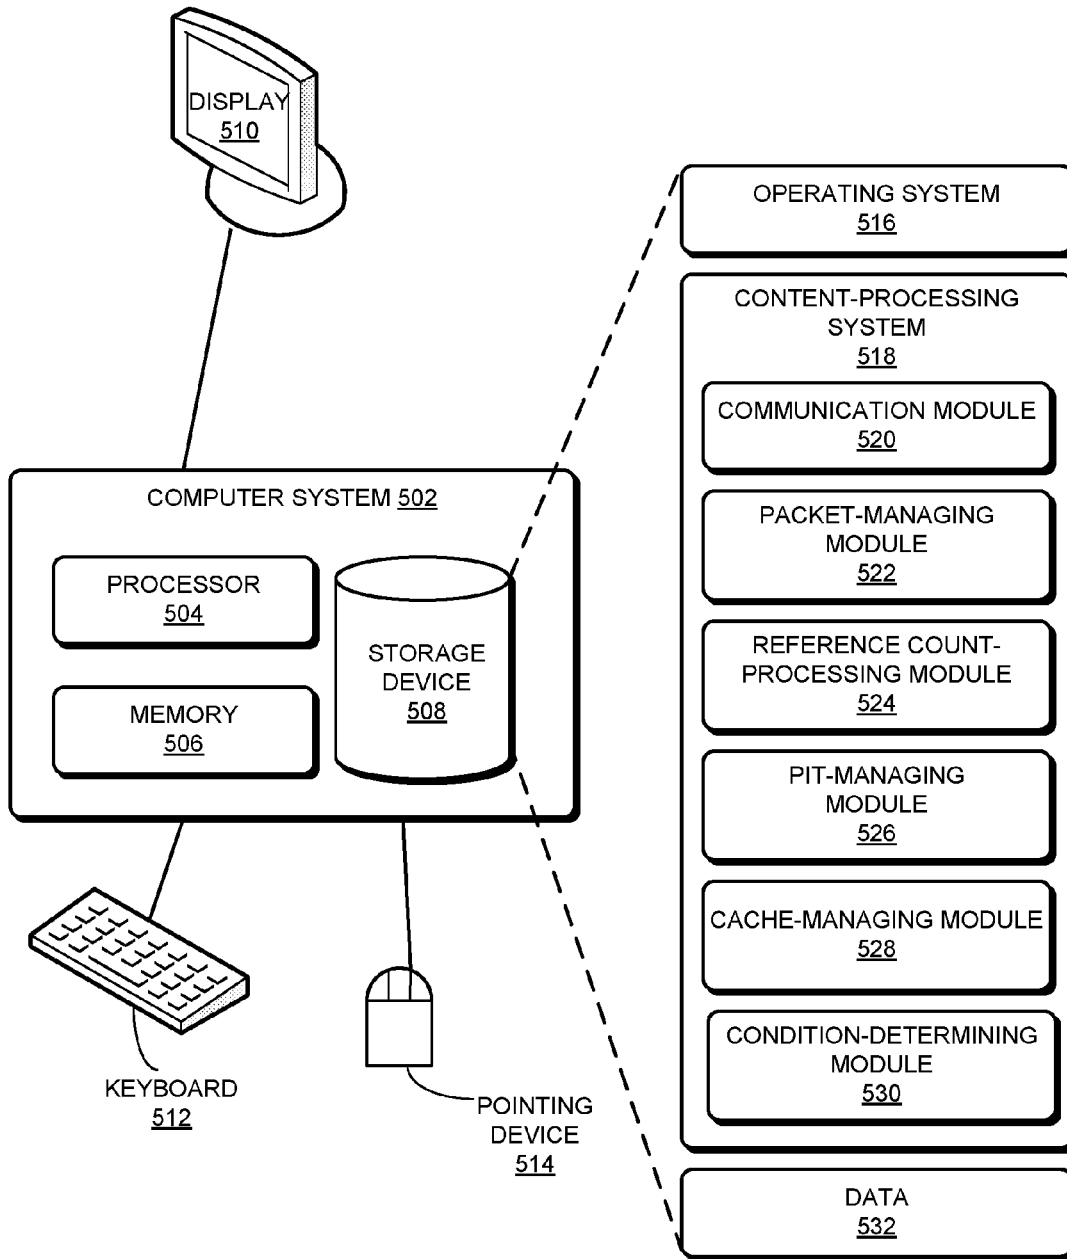 DISPLAY
510
OPERATING SYSTEM
516
CONTENT-PROCESSING
SYSTEM
518
COMMUNICATION MODULE
520
PACKET-MANAGING
MODULE
522
REFERENCE COUNT-
PROCESSING MODULE
524
PIT-MANAGING
MODULE
526
CACHE-MANAGING MODULE
528
CONDITION-DETERMINING
MODULE
530
DATA
532
COMPUTER SYSTEM 502
PROCESSOR
504
MEMORY
506
STORAGE
DEVICE
508
KEYBOARD
512
POINTING
DEVICE
514